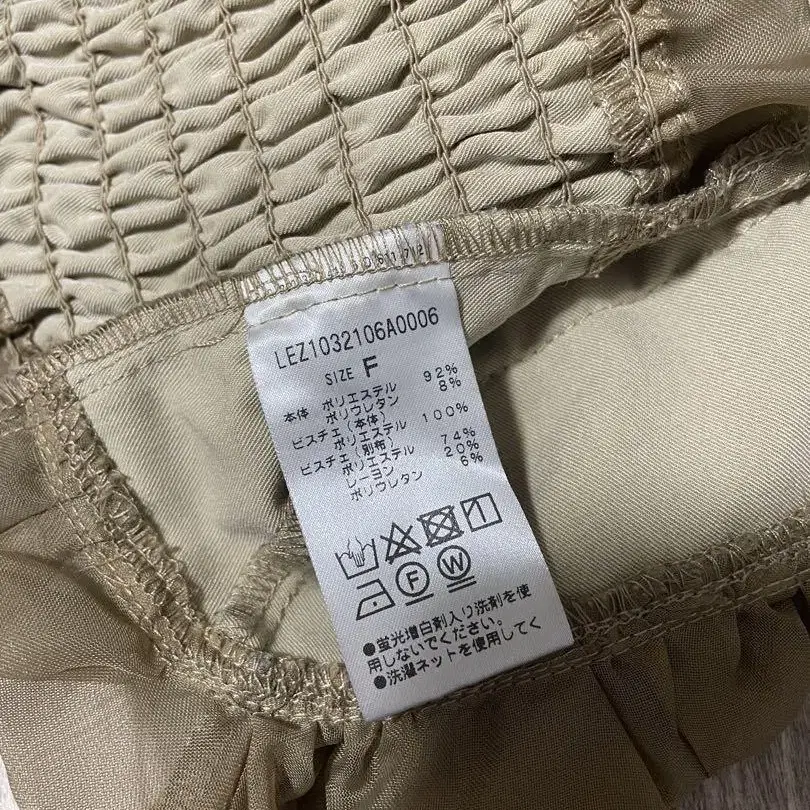 LEZ1032106A0006
SIZE F
本体 ポリエステル 92%
ポリウレタン 8%
ビスチェ(本体)
ポリエステル 100%
ビスチェ(別布)
ポリエステル 74%
レーヨン 20%
ポリウレタン 6%
F W
●蛍光増白剤入り洗剤を使
用しないでください。
●洗濯ネットを使用してく